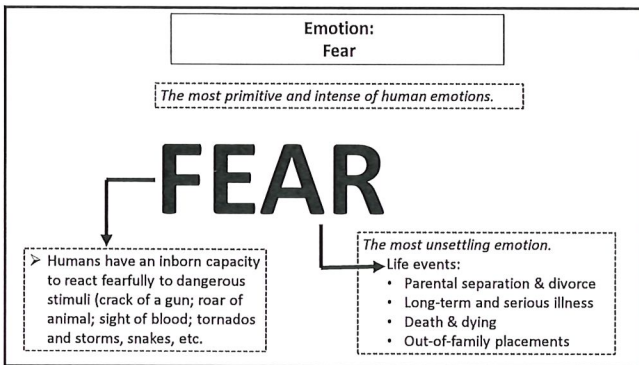 Emotion:
Fear
The most primitive and intense of human emotions.
FEAR
➢ Humans have an inborn capacity
to react fearfully to dangerous
stimuli (crack of a gun; roar of
animal; sight of blood; tornados
and storms, snakes, etc.
The most unsettling emotion.
Life events:
• Parental separation & divorce
• Long-term and serious illness
• Death & dying
• Out-of-family placements